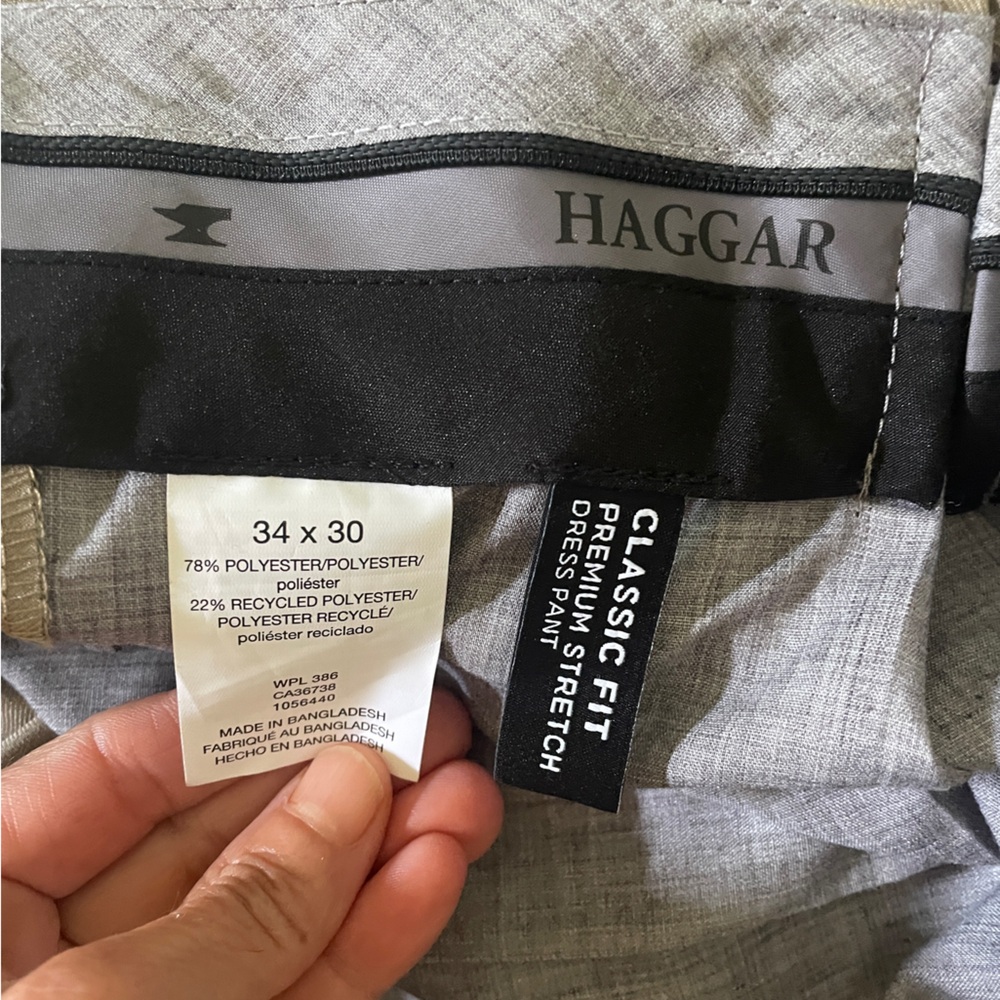 HAGGAR
34 x 30
78% POLYESTER/POLYESTER/
poliéster
22% RECYCLED POLYESTER/
POLYESTER RECYCLÉ/
poliéster reciclado
WPL 386
CA36738
1056440
MADE IN BANGLADESH
FABRIQUÉ AU BANGLADESH
HECHO EN BANGLADESH
CLASSIC FIT
PREMIUM STRETCH
DRESS PANT